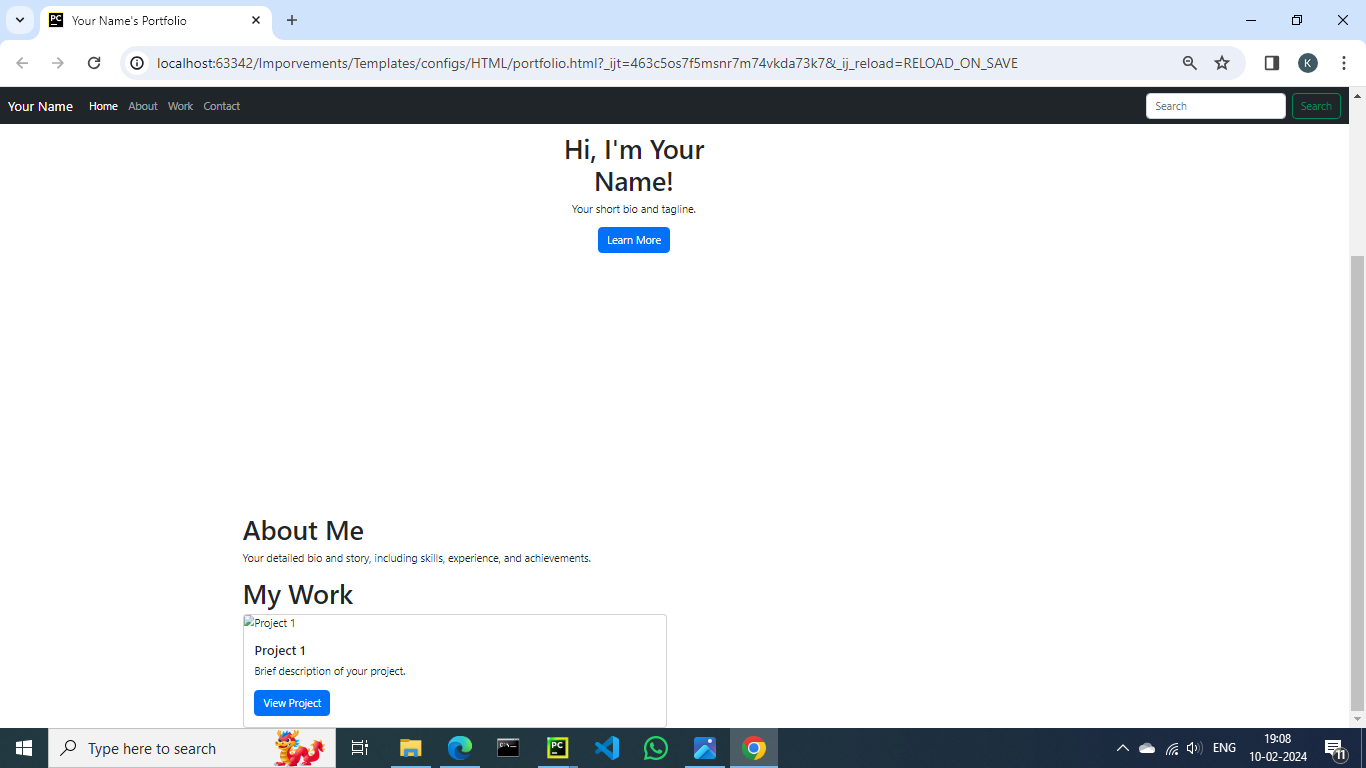 Your Name's Portfolio
localhost:63342/Imporvements/Templates/configs/HTML/portfolio.html?_ijt=463c5os7f5msnr7m74vkda73k7&_ij_reload=RELOAD_ON_SAVE
K
Your Name Home About Work Contact Search Search
Hi, I'm Your
Name!
Your short bio and tagline.
Learn More
About Me
Your detailed bio and story, including skills, experience, and achievements.
My Work
Project 1
Project 1
Brief description of your project.
View Project
Type here to search
PC
ENG
19:08
10-02-2024
11